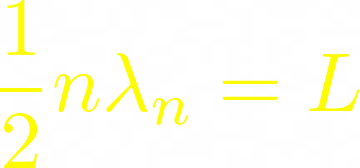 $\frac{1}{2} n \lambda_n = L$